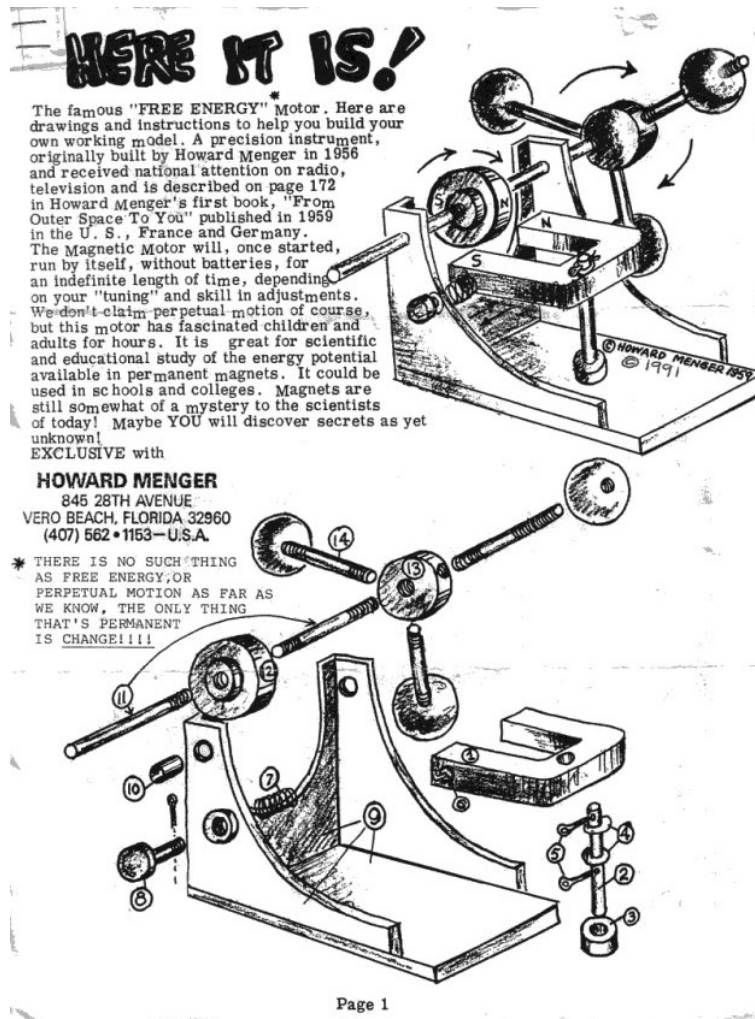 HERE IT IS!
The famous "FREE ENERGY" * Motor. Here are
drawings and instructions to help you build your
own working model. A precision instrument,
originally built by Howard Menger in 1956
and received national attention on radio,
television and is described on page 172
in Howard Menger's first book, "From
Outer Space To You" published in 1959
in the U. S., France and Germany.
The Magnetic Motor will, once started,
run by itself, without batteries, for
an indefinite length of time, depending
on your "tuning" and skill in adjustments.
We don't claim perpetual motion of course,
but this motor has fascinated children and
adults for hours. It is great for scientific
and educational study of the energy potential
available in permanent magnets. It could be
used in schools and colleges. Magnets are
still somewhat of a mystery to the scientists
of today! Maybe YOU will discover secrets as yet
unknown!
EXCLUSIVE with
HOWARD MENGER
845 28TH AVENUE
VERO BEACH, FLORIDA 32960
(407) 562•1153—U.S.A.
* THERE IS NO SUCH THING
AS FREE ENERGY, OR
PERPETUAL MOTION AS FAR AS
WE KNOW, THE ONLY THING
THAT'S PERMANENT
IS CHANGE!!!!
S N
N
S
© HOWARD MENGER 1959
© 1991
14
13
12
11
10
7
9
8
1
6
5
4
2
3
Page 1